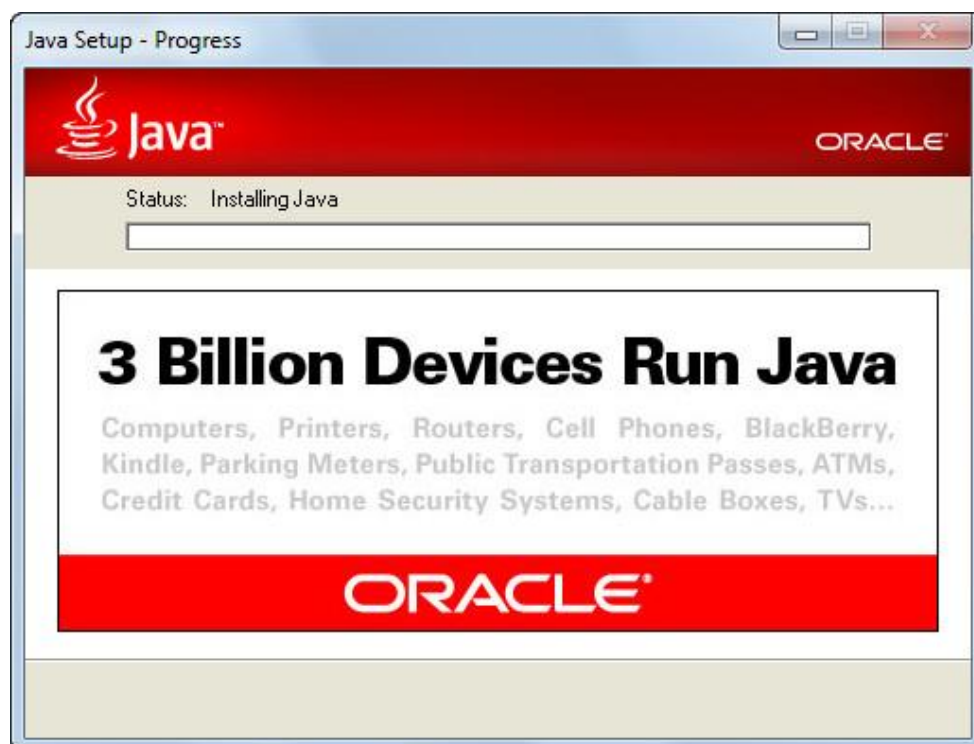 Java Setup - Progress
Java™
ORACLE®
Status: Installing Java
3 Billion Devices Run Java
Computers, Printers, Routers, Cell Phones, BlackBerry,
Kindle, Parking Meters, Public Transportation Passes, ATMs,
Credit Cards, Home Security Systems, Cable Boxes, TVs...
ORACLE®